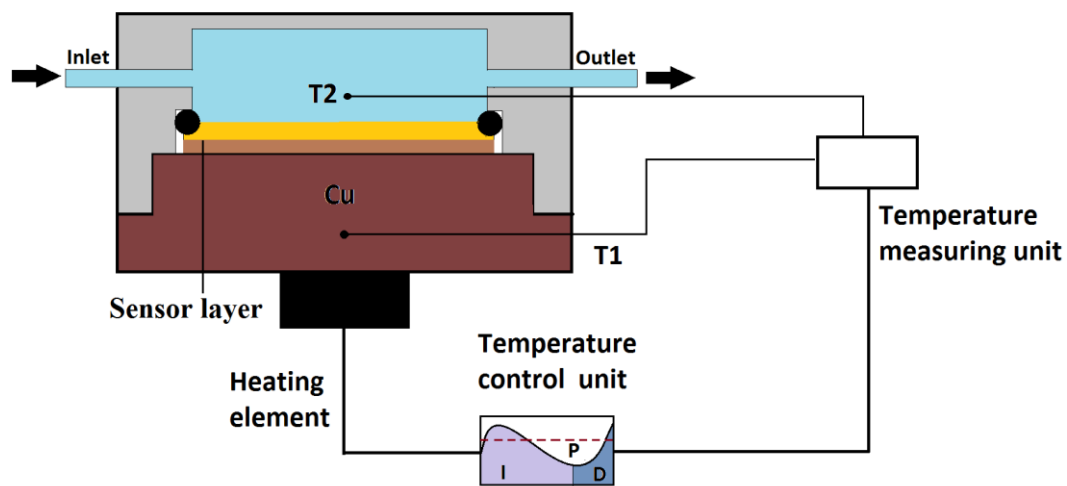 Inlet
Outlet
T2
Cu
T1
Temperature
measuring unit
Sensor layer
Temperature
control unit
Heating
element
P
I
D